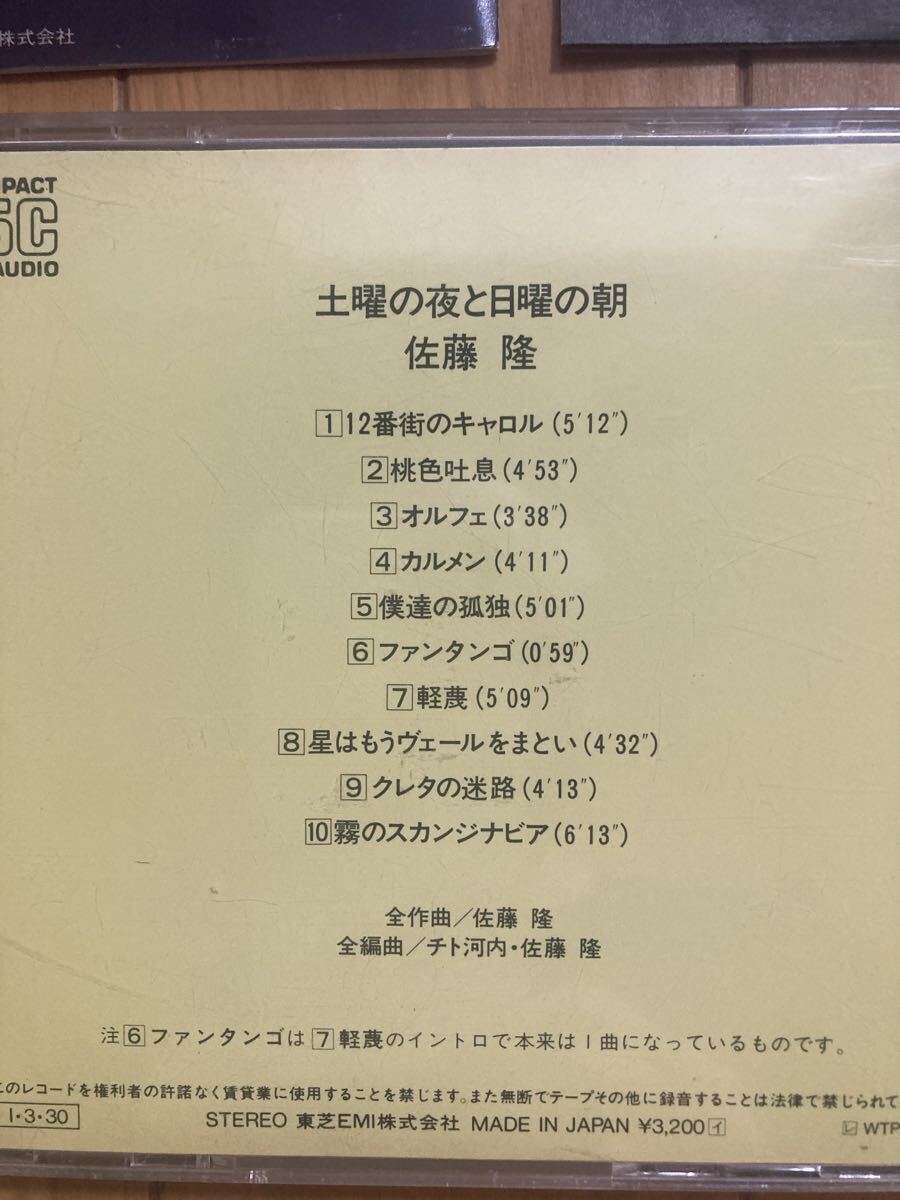 株式会社
PACT
AUDIO
土曜の夜と日曜の朝
佐藤 隆
1 12番街のキャロル(5′12″)
2 桃色吐息(4′53″)
3 オルフェ(3′38″)
4 カルメン(4′11″)
5 僕達の孤独(5′01″)
6 ファンタンゴ(0′59″)
7 軽蔑(5′09″)
8 星はもうヴェールをまとい(4′32″)
9 クレタの迷路(4′13″)
10 霧のスカンジナビア(6′13″)
全作曲／佐藤 隆
全編曲／チト河内・佐藤 隆
注 6 ファンタンゴは 7 軽蔑のイントロで本来は1曲になっているものです。
このレコードを権利者の許諾なく賃貸業に使用することを禁じます。また無断でテープその他に録音することは法律で禁じられて
1・3・30 STEREO 東芝EMI株式会社 MADE IN JAPAN ¥3,200 イ L WTP